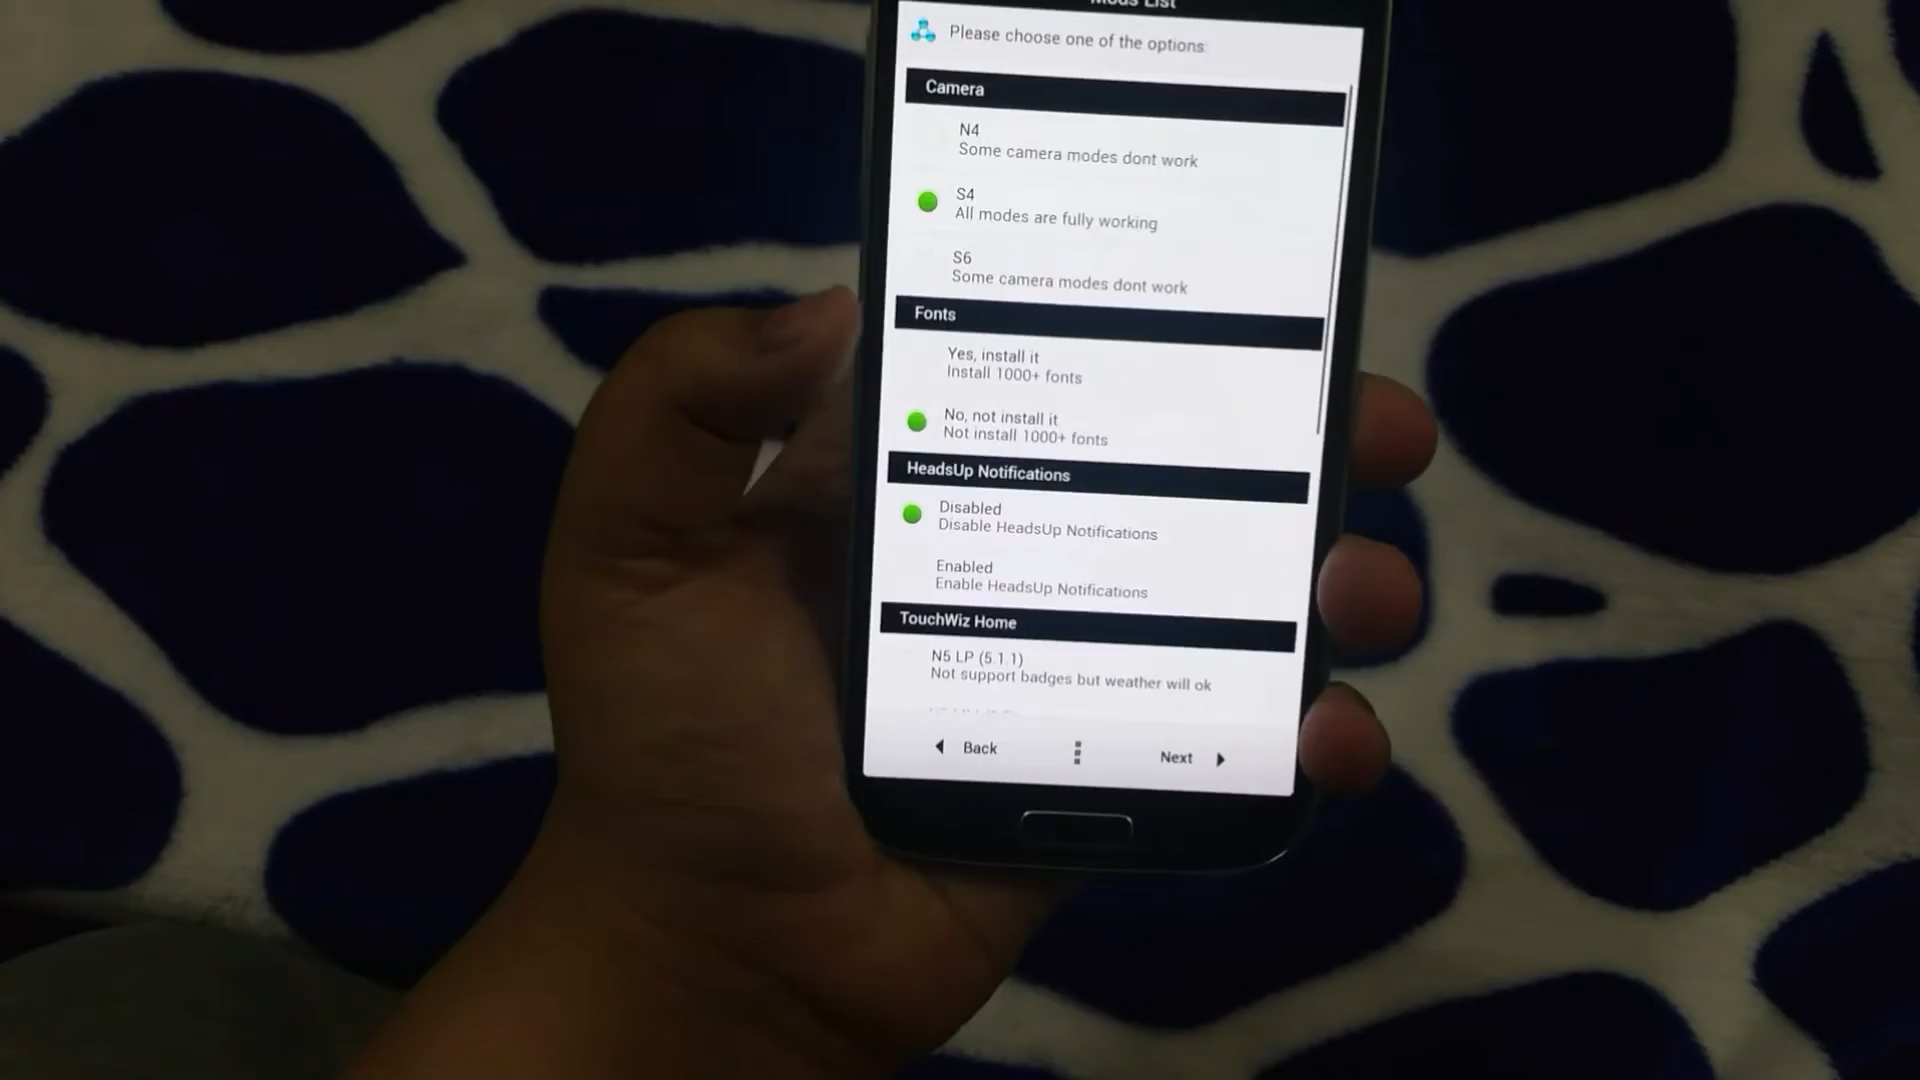 Mods List
Please choose one of the options:
Camera
N4
Some camera modes dont work
S4
All modes are fully working
S6
Some camera modes dont work
Fonts
Yes, install it
Install 1000+ fonts
No, not install it
Not install 1000+ fonts
HeadsUp Notifications
Disabled
Disable HeadsUp Notifications
Enabled
Enable HeadsUp Notifications
TouchWiz Home
N5 LP (5.1.1)
Not support badges but weather will ok
Back
Next